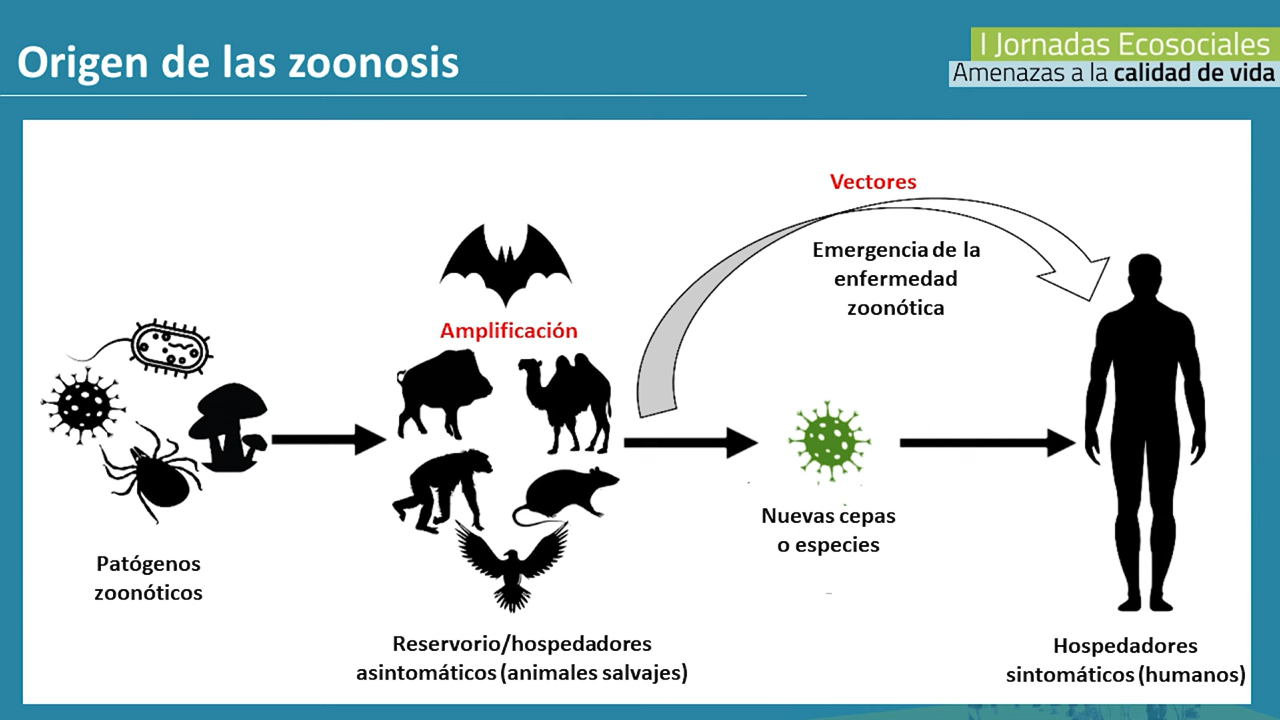 Origen de las zoonosis
I Jornadas Ecosociales
Amenazas a la calidad de vida
Vectores
Emergencia de la
enfermedad
zoonótica
Amplificación
Nuevas cepas
o especies
Patógenos
zoonóticos
Reservorio/hospedadores
asintomáticos (animales salvajes)
Hospedadores
sintomáticos (humanos)